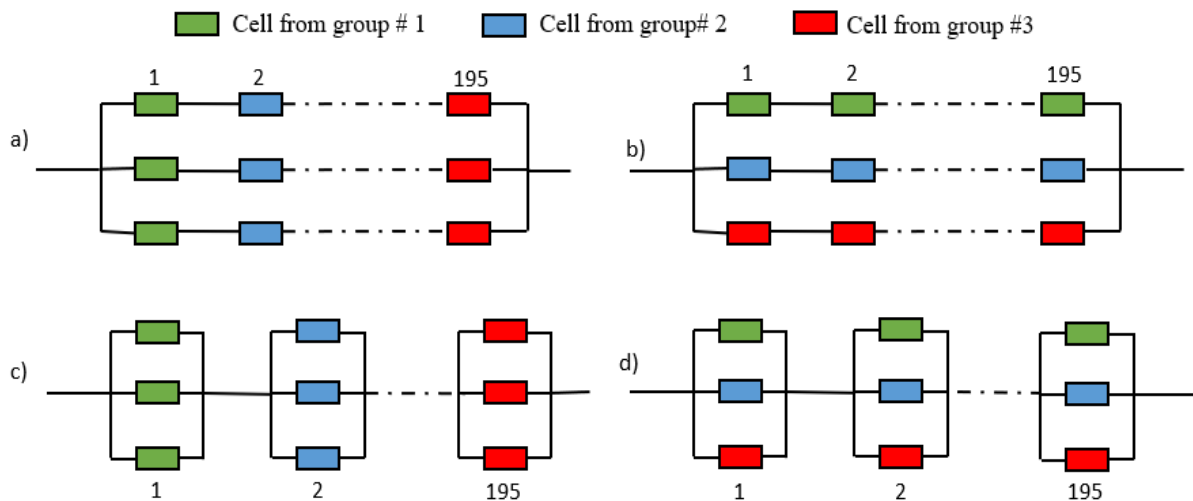 Cell from group # 1 Cell from group# 2 Cell from group #3
1 2 195
a)
1 2 195
b)
c)
1 2 195
d)
1 2 195